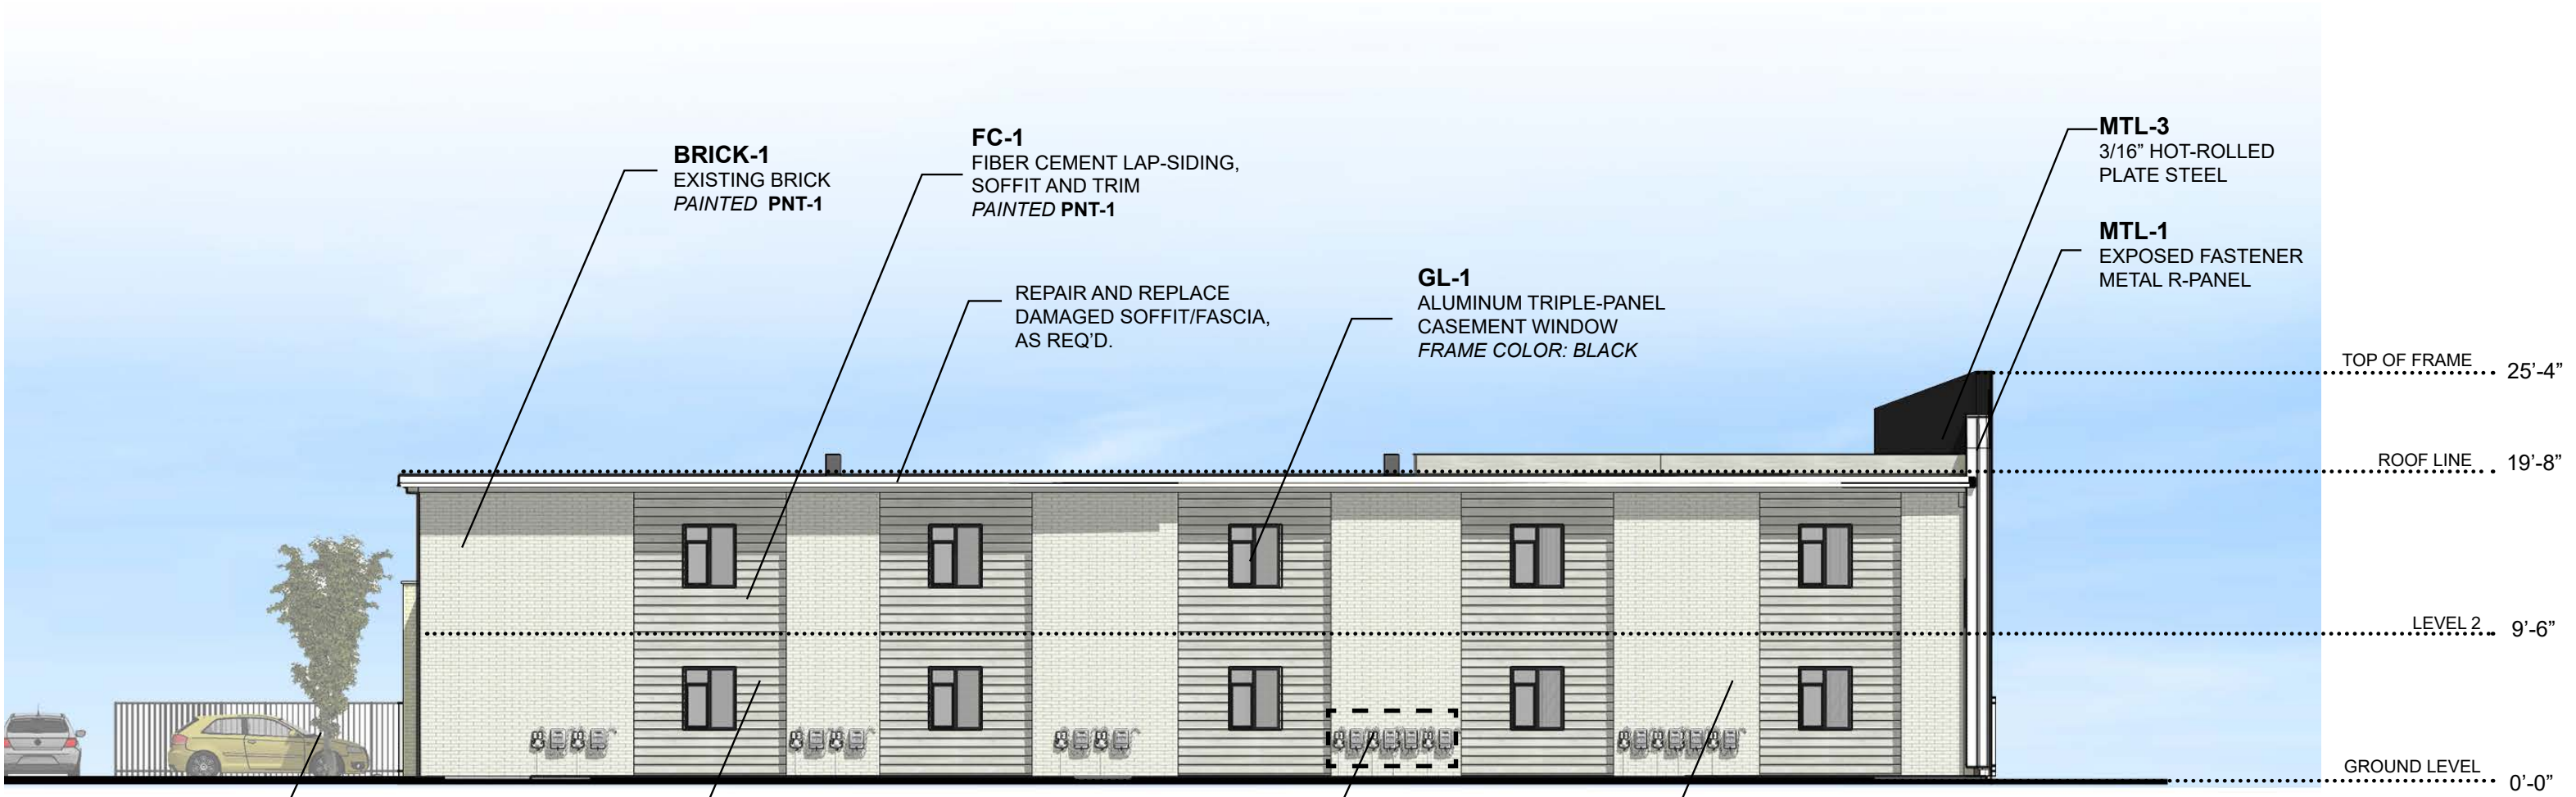 BRICK-1
EXISTING BRICK
PAINTED PNT-1
FC-1
FIBER CEMENT LAP-SIDING,
SOFFIT AND TRIM
PAINTED PNT-1
REPAIR AND REPLACE
DAMAGED SOFFIT/FASCIA,
AS REQ’D.
GL-1
ALUMINUM TRIPLE-PANEL
CASEMENT WINDOW
FRAME COLOR: BLACK
MTL-3
3/16” HOT-ROLLED
PLATE STEEL
MTL-1
EXPOSED FASTENER
METAL R-PANEL
TOP OF FRAME 25’-4”
ROOF LINE 19’-8”
LEVEL 2 9’-6”
GROUND LEVEL 0’-0”